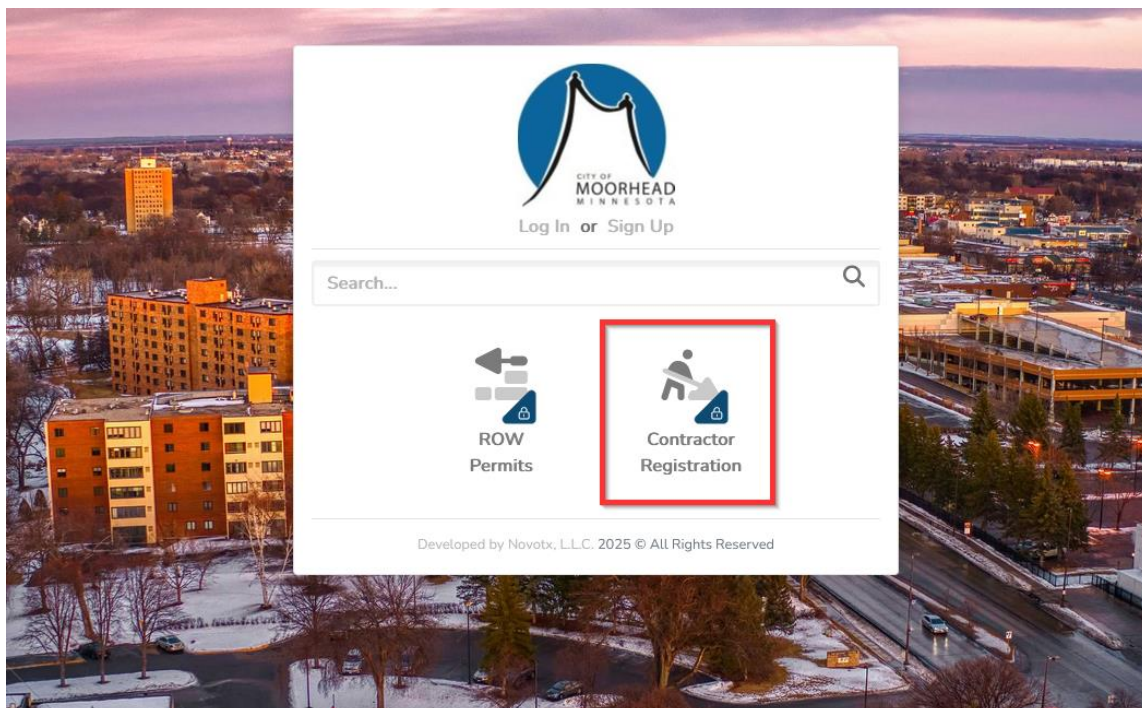 CITY OF
MOORHEAD
MINNESOTA
Log In or Sign Up
Search...
ROW
Permits
Contractor
Registration
Developed by Novotx, L.L.C. 2025 © All Rights Reserved